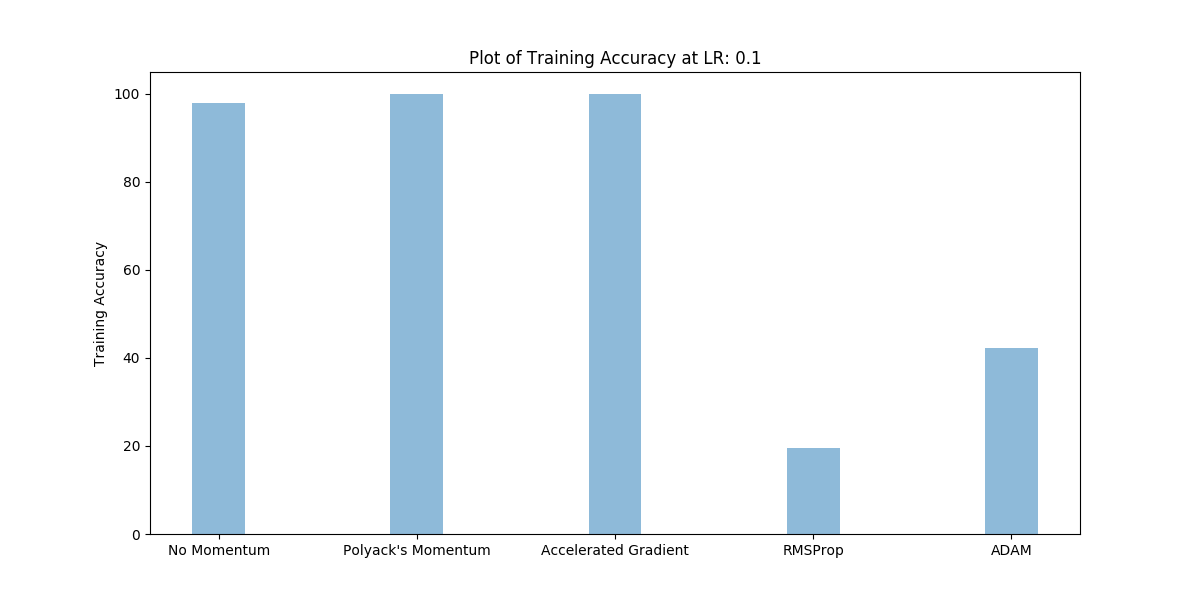 Plot of Training Accuracy at LR: 0.1
Training Accuracy
100
80
60
40
20
0
No Momentum
Polyack's Momentum
Accelerated Gradient
RMSProp
ADAM